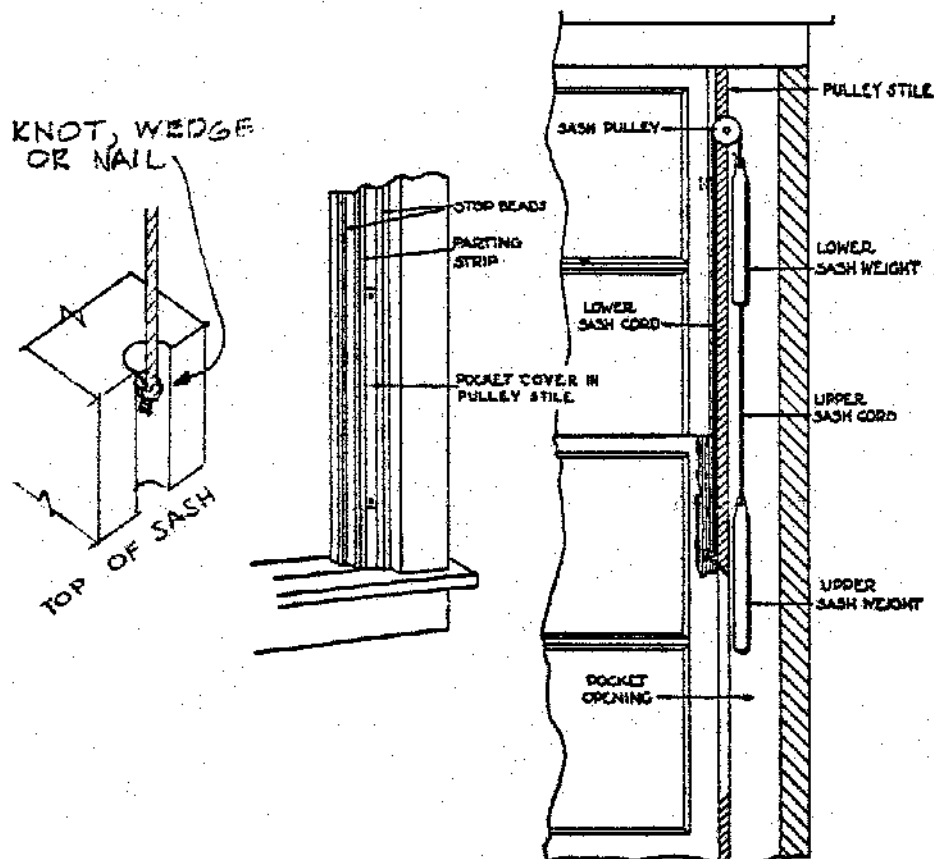 KNOT, WEDGE
OR NAIL
TOP OF SASH
STOP BEADS
PARTING
STRIP
POCKET COVER IN
PULLEY STILE
PULLEY STILE
SASH PULLEY
LOWER
SASH WEIGHT
LOWER
SASH CORD
UPPER
SASH CORD
UPPER
SASH WEIGHT
POCKET
OPENING